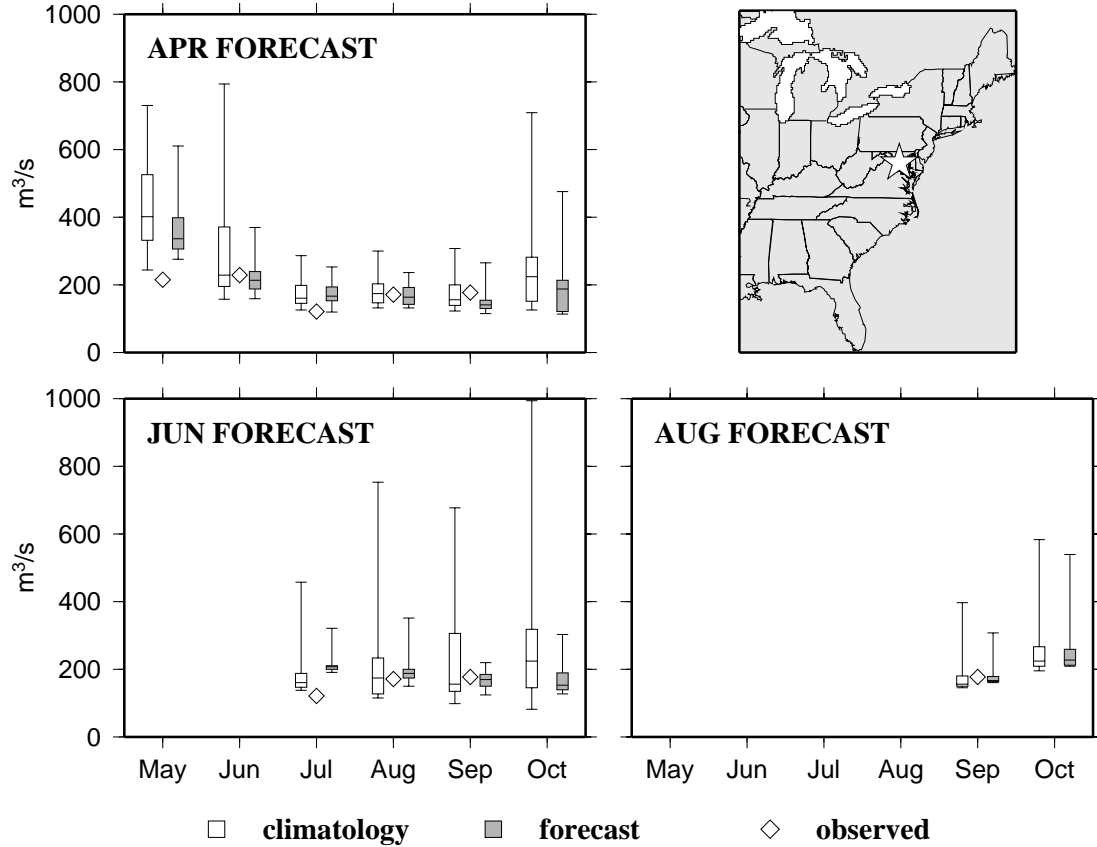 1000
800
600
400
200
0
m³/s
APR FORECAST
1000
800
600
400
200
0
m³/s
JUN FORECAST
May Jun Jul Aug Sep Oct
AUG FORECAST
May Jun Jul Aug Sep Oct
climatology forecast observed